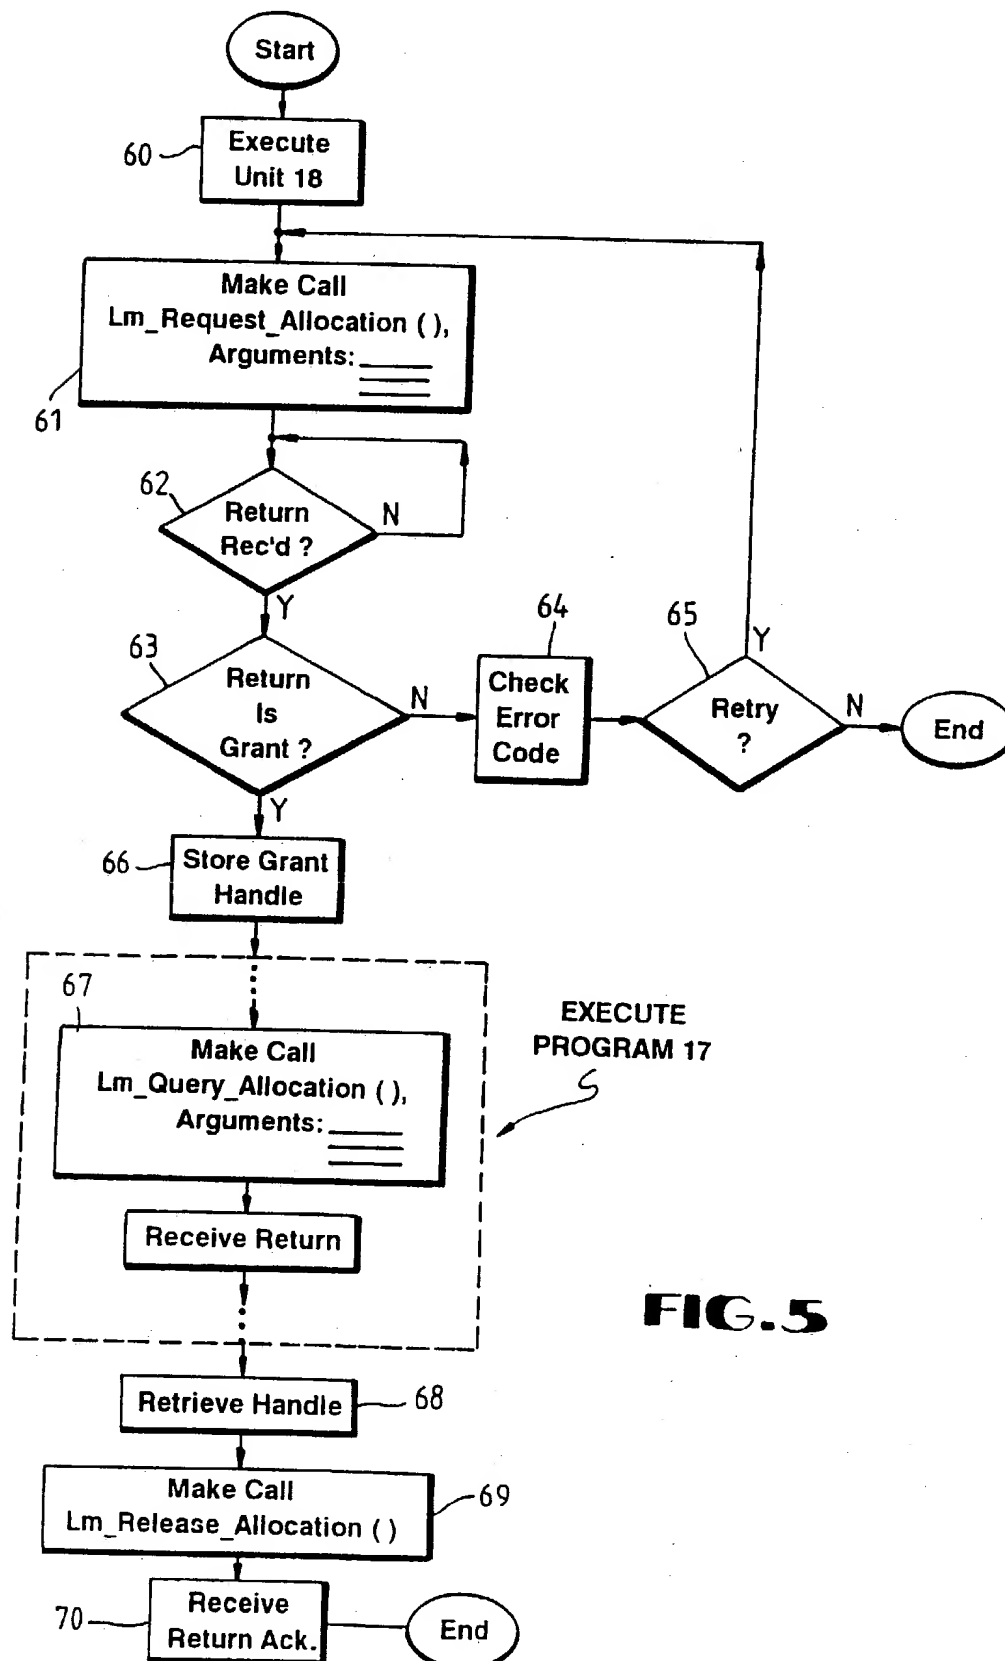 Start
60
Execute
Unit 18
Make Call
Lm_Request_Allocation ( ),
Arguments:
61
62
Return
Rec'd ?
N
Y
63
Return
Is
Grant ?
N
Y
64
Check
Error
Code
65
Retry
?
Y
N
End
66
Store Grant
Handle
67
Make Call
Lm_Query_Allocation ( ),
Arguments:
Receive Return
EXECUTE
PROGRAM 17
FIG.5
Retrieve Handle
68
Make Call
Lm_Release_Allocation ( )
69
70
Receive
Return Ack.
End